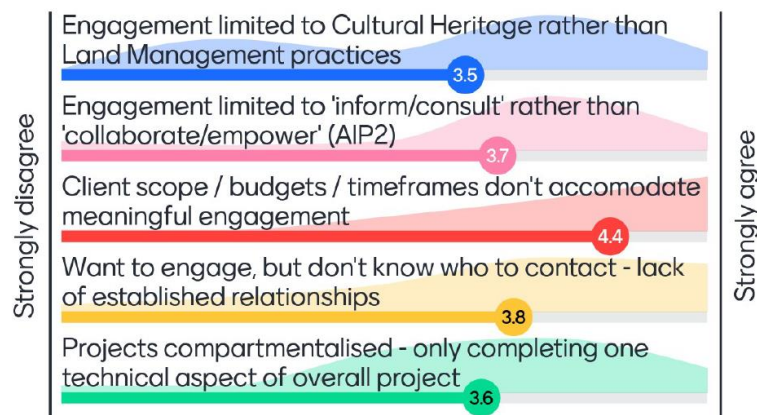 Engagement limited to Cultural Heritage rather than
Land Management practices
3.5
Engagement limited to 'inform/consult' rather than
'collaborate/empower' (AIP2)
3.7
Client scope / budgets / timeframes don't accomodate
meaningful engagement
4.4
Want to engage, but don't know who to contact - lack
of established relationships
3.8
Projects compartmentalised - only completing one
technical aspect of overall project
3.6
Strongly disagree
Strongly agree